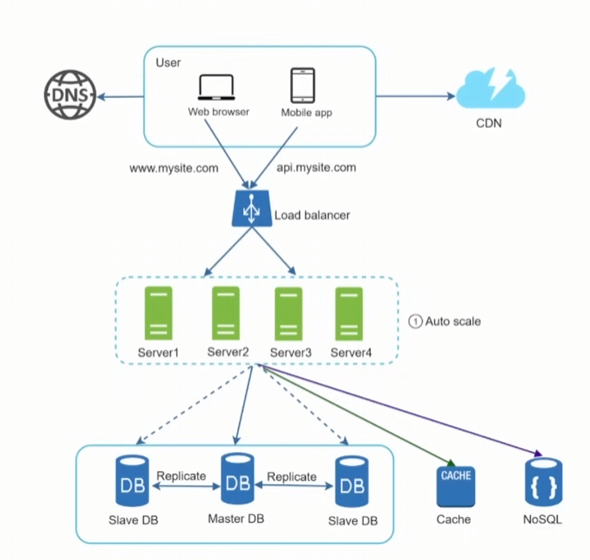 User
DNS
Web browser
Mobile app
CDN
www.mysite.com
api.mysite.com
Load balancer
Server1
Server2
Server3
Server4
1 Auto scale
DB
Replicate
DB
Replicate
DB
CACHE
{ }
Slave DB
Master DB
Slave DB
Cache
NoSQL